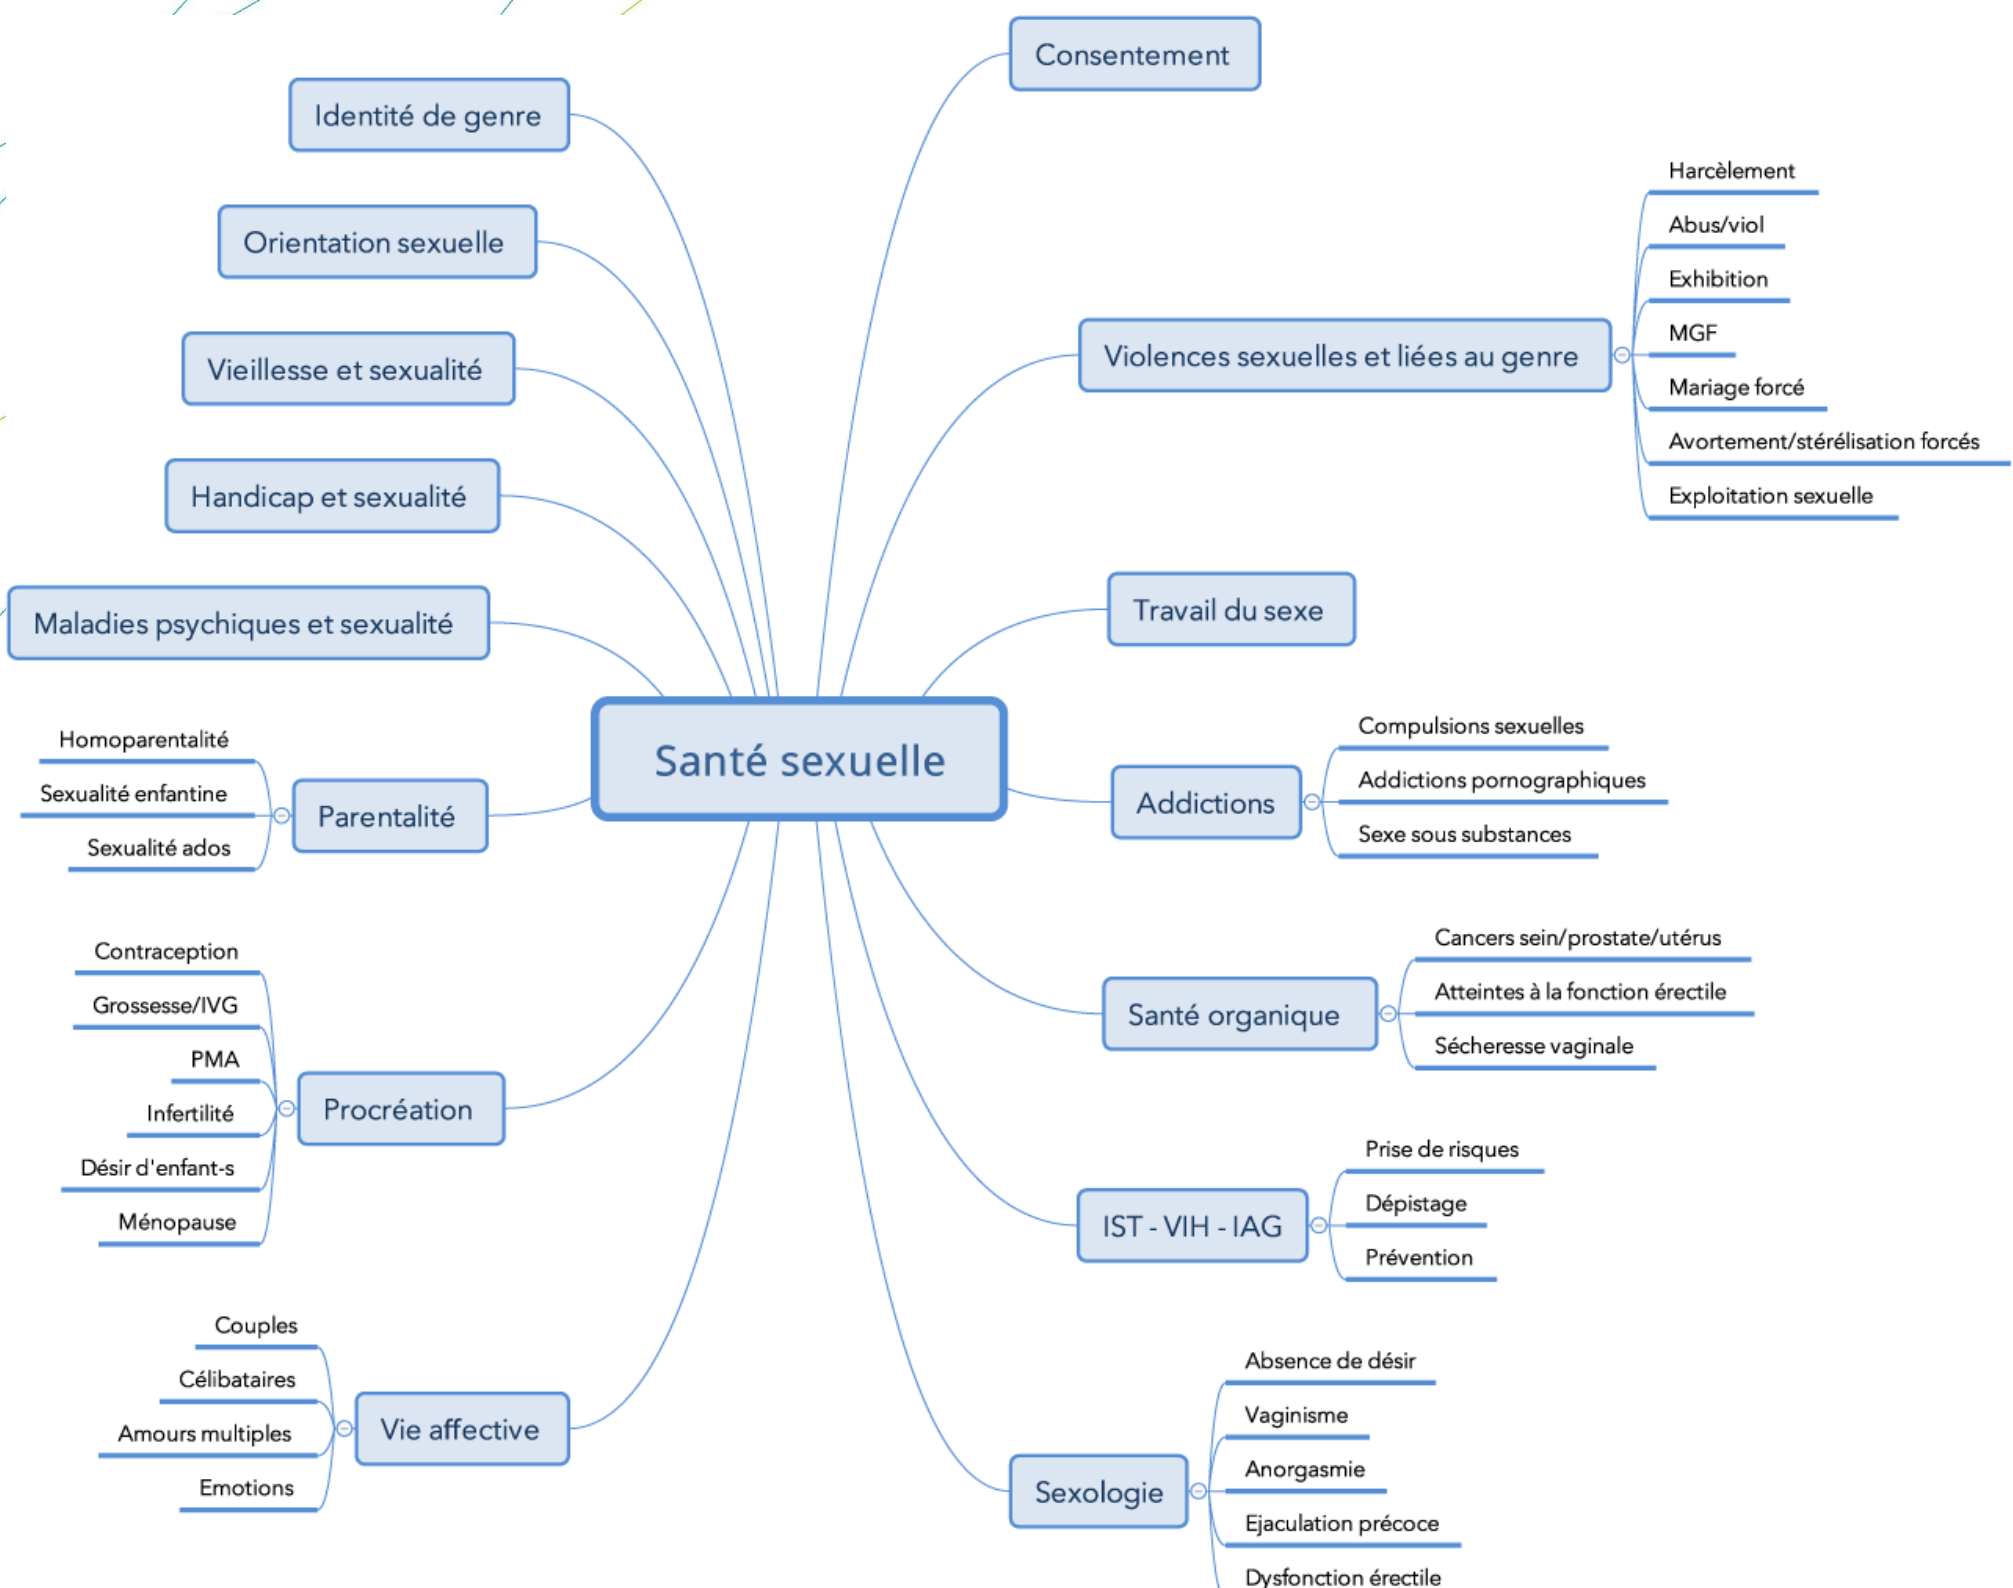 Santé sexuelle
Consentement
Violences sexuelles et liées au genre
Harcèlement
Abus/viol
Exhibition
MGF
Mariage forcé
Avortement/stérélisation forcés
Exploitation sexuelle
Travail du sexe
Addictions
Compulsions sexuelles
Addictions pornographiques
Sexe sous substances
Santé organique
Cancers sein/prostate/utérus
Atteintes à la fonction érectile
Sécheresse vaginale
IST - VIH - IAG
Prise de risques
Dépistage
Prévention
Sexologie
Absence de désir
Vaginisme
Anorgasmie
Ejaculation précoce
Dysfonction érectile
Identité de genre
Orientation sexuelle
Vieillesse et sexualité
Handicap et sexualité
Maladies psychiques et sexualité
Parentalité
Homoparentalité
Sexualité enfantine
Sexualité ados
Procréation
Contraception
Grossesse/IVG
PMA
Infertilité
Désir d'enfant-s
Ménopause
Vie affective
Couples
Célibataires
Amours multiples
Emotions